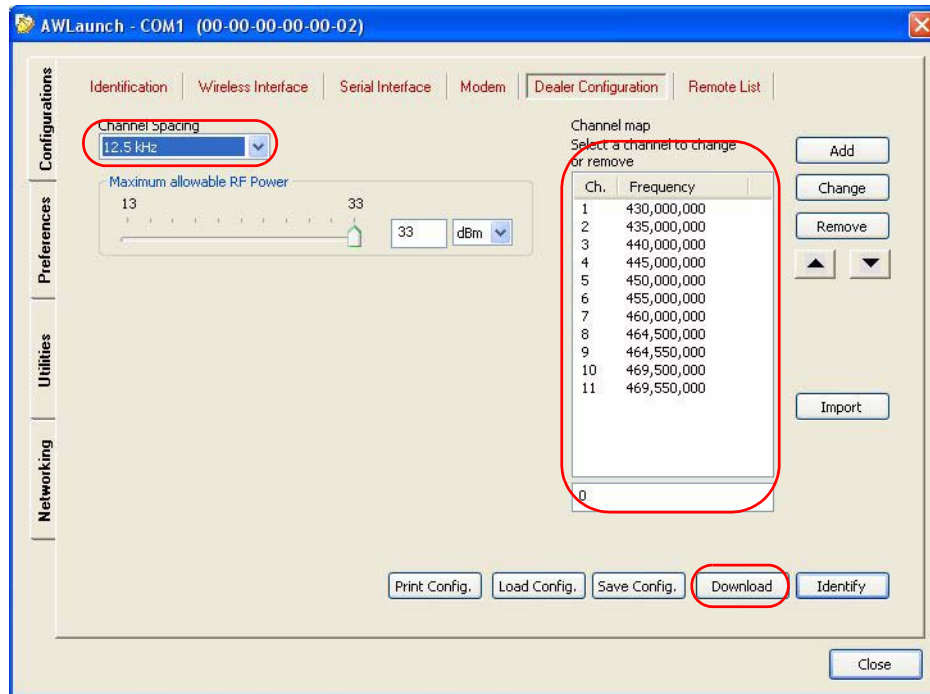 AWLaunch - COM1 (00-00-00-00-00-02)
Configurations
Preferences
Utilities
Networking
Identification Wireless Interface Serial Interface Modem Dealer Configuration Remote List
Channel Spacing
12.5 kHz
Maximum allowable RF Power
13 33
33 dBm
Channel map
Select a channel to change
or remove
Ch. Frequency
1 430,000,000
2 435,000,000
3 440,000,000
4 445,000,000
5 450,000,000
6 455,000,000
7 460,000,000
8 464,500,000
9 464,550,000
10 469,500,000
11 469,550,000
0
Add
Change
Remove
Import
Print Config. Load Config. Save Config. Download Identify
Close